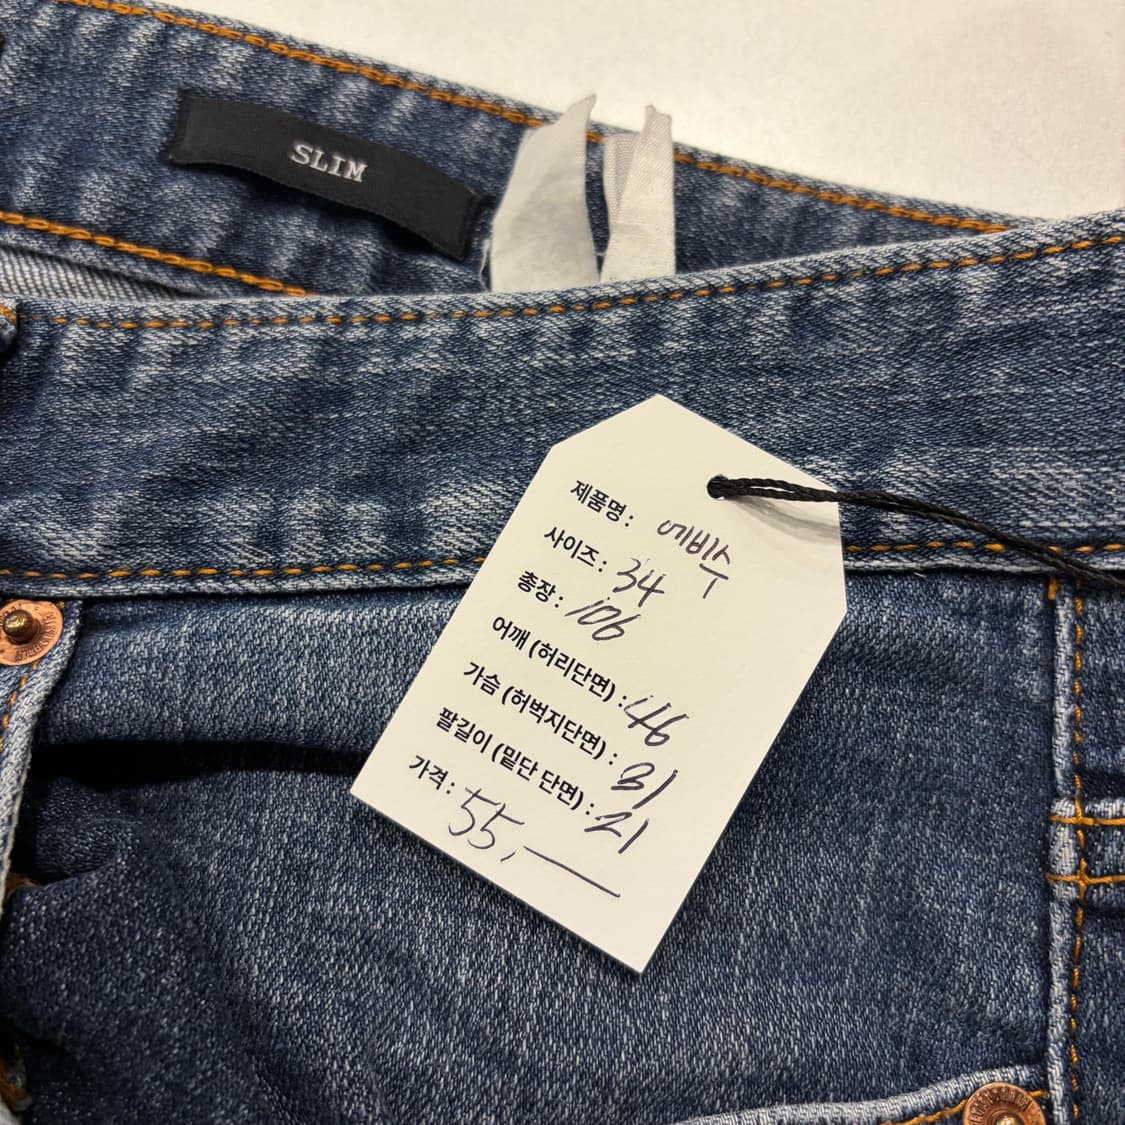 SLIM
제품명 : 에비수
사이즈 : 34
총장 : 106
어깨 (허리단면) : 46
가슴 (허벅지단면) : 31
팔길이 (밑단 단면) : 21
가격 : 55,—